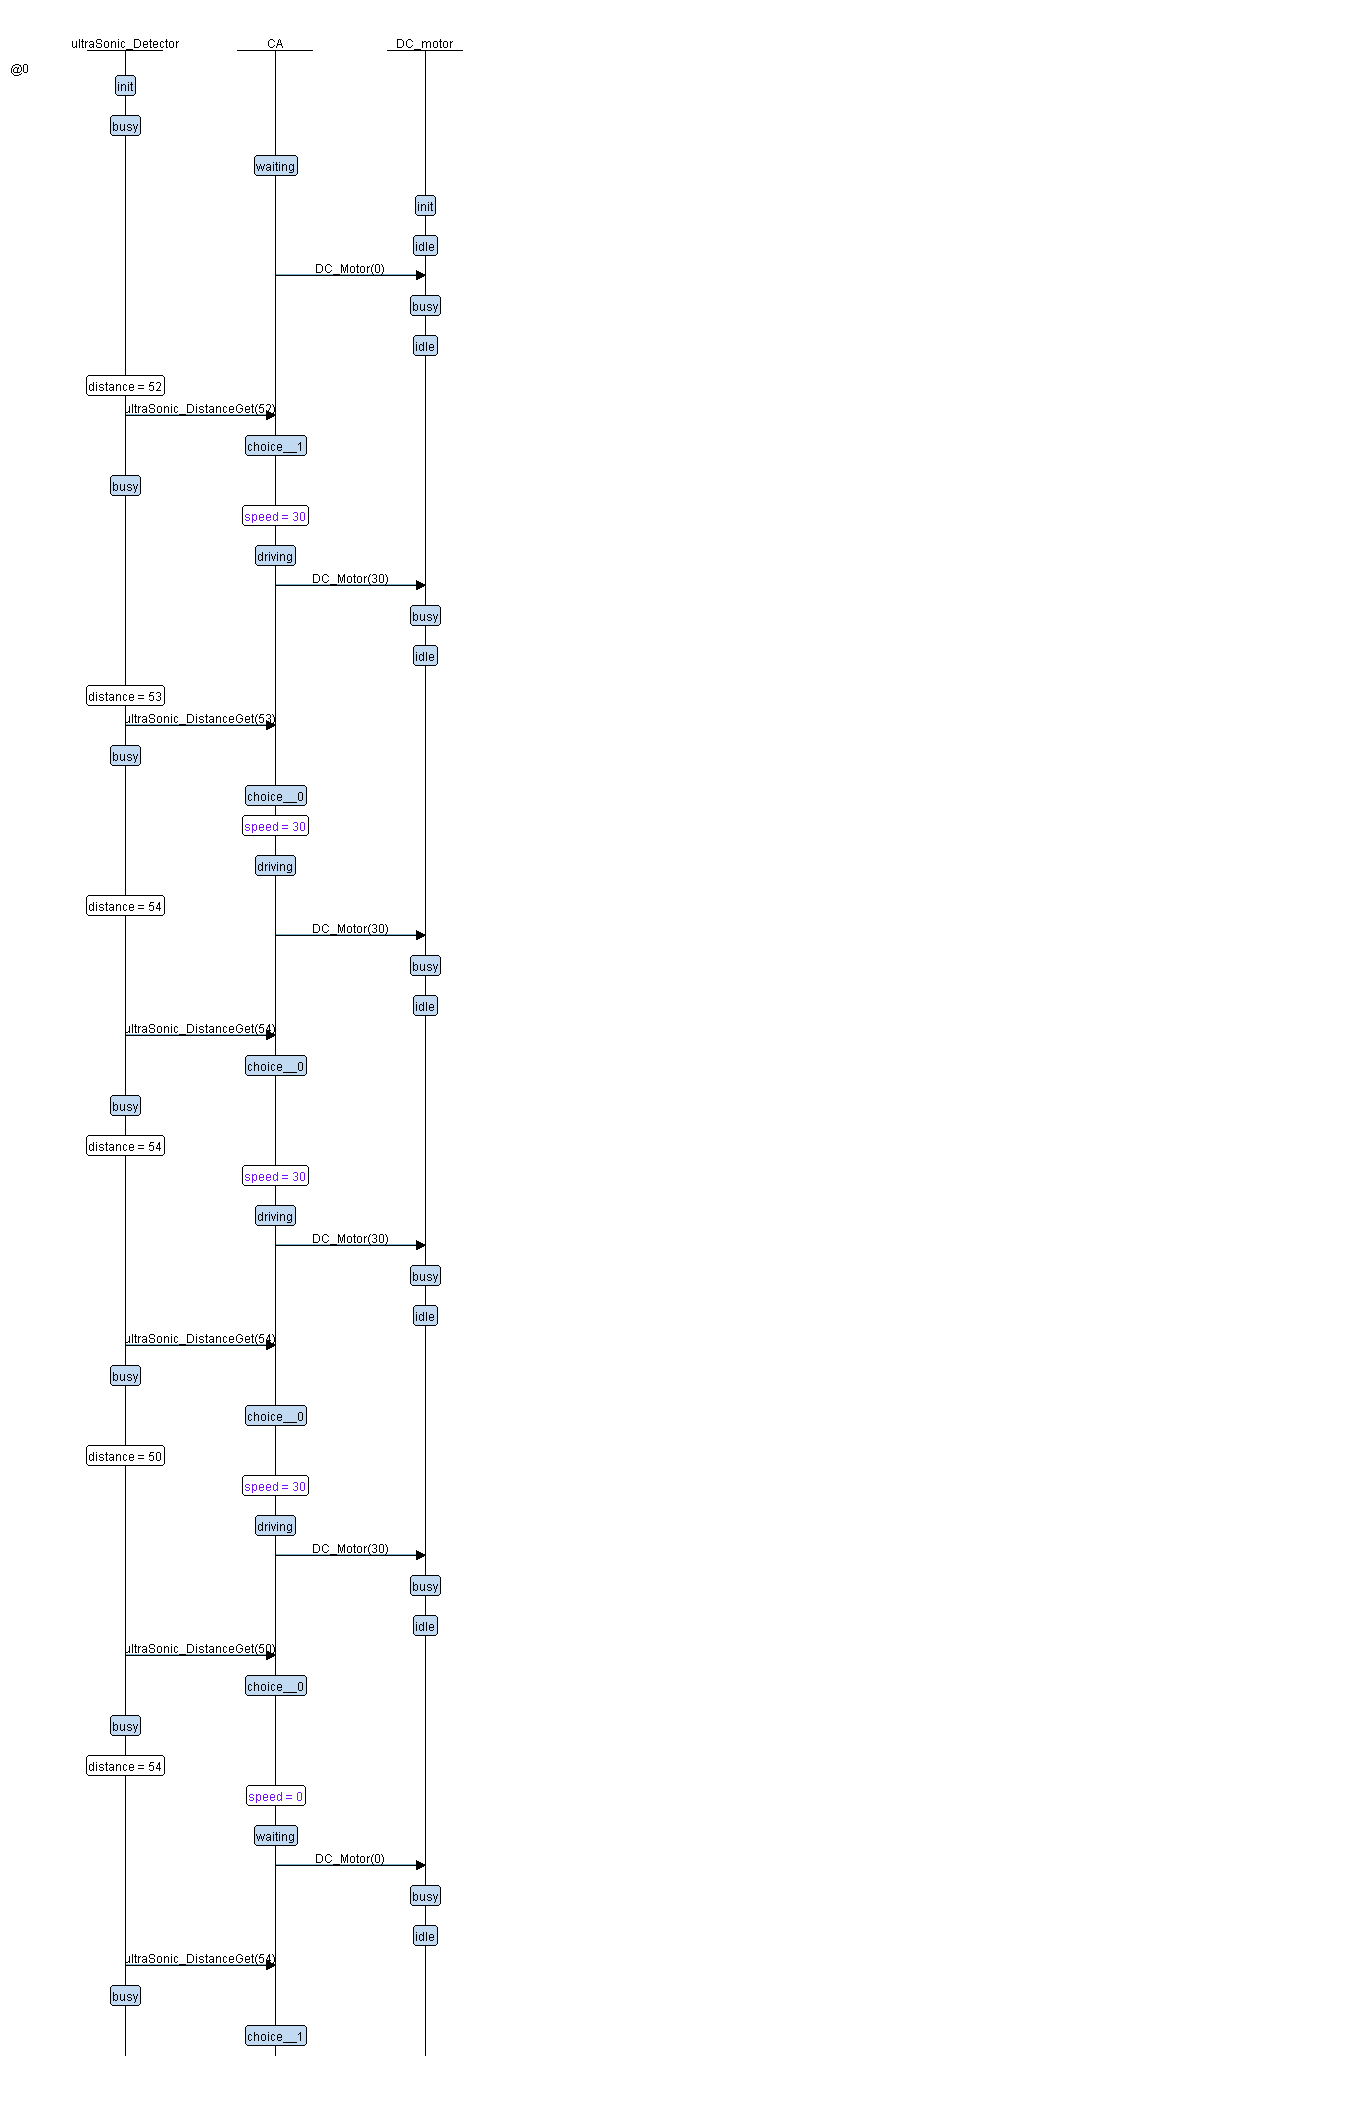 ultraSonic_Detector CA DC_motor
@0
init
busy
waiting
init
idle
DC_Motor(0)
busy
idle
distance = 52
ultraSonic_DistanceGet(52)
choice__1
busy
speed = 30
driving
DC_Motor(30)
busy
idle
distance = 53
ultraSonic_DistanceGet(53)
busy
choice__0
speed = 30
driving
distance = 54
DC_Motor(30)
busy
idle
ultraSonic_DistanceGet(54)
choice__0
busy
distance = 54
speed = 30
driving
DC_Motor(30)
busy
idle
ultraSonic_DistanceGet(54)
busy
choice__0
distance = 50
speed = 30
driving
DC_Motor(30)
busy
idle
ultraSonic_DistanceGet(50)
choice__0
busy
distance = 54
speed = 0
waiting
DC_Motor(0)
busy
idle
ultraSonic_DistanceGet(54)
busy
choice__1